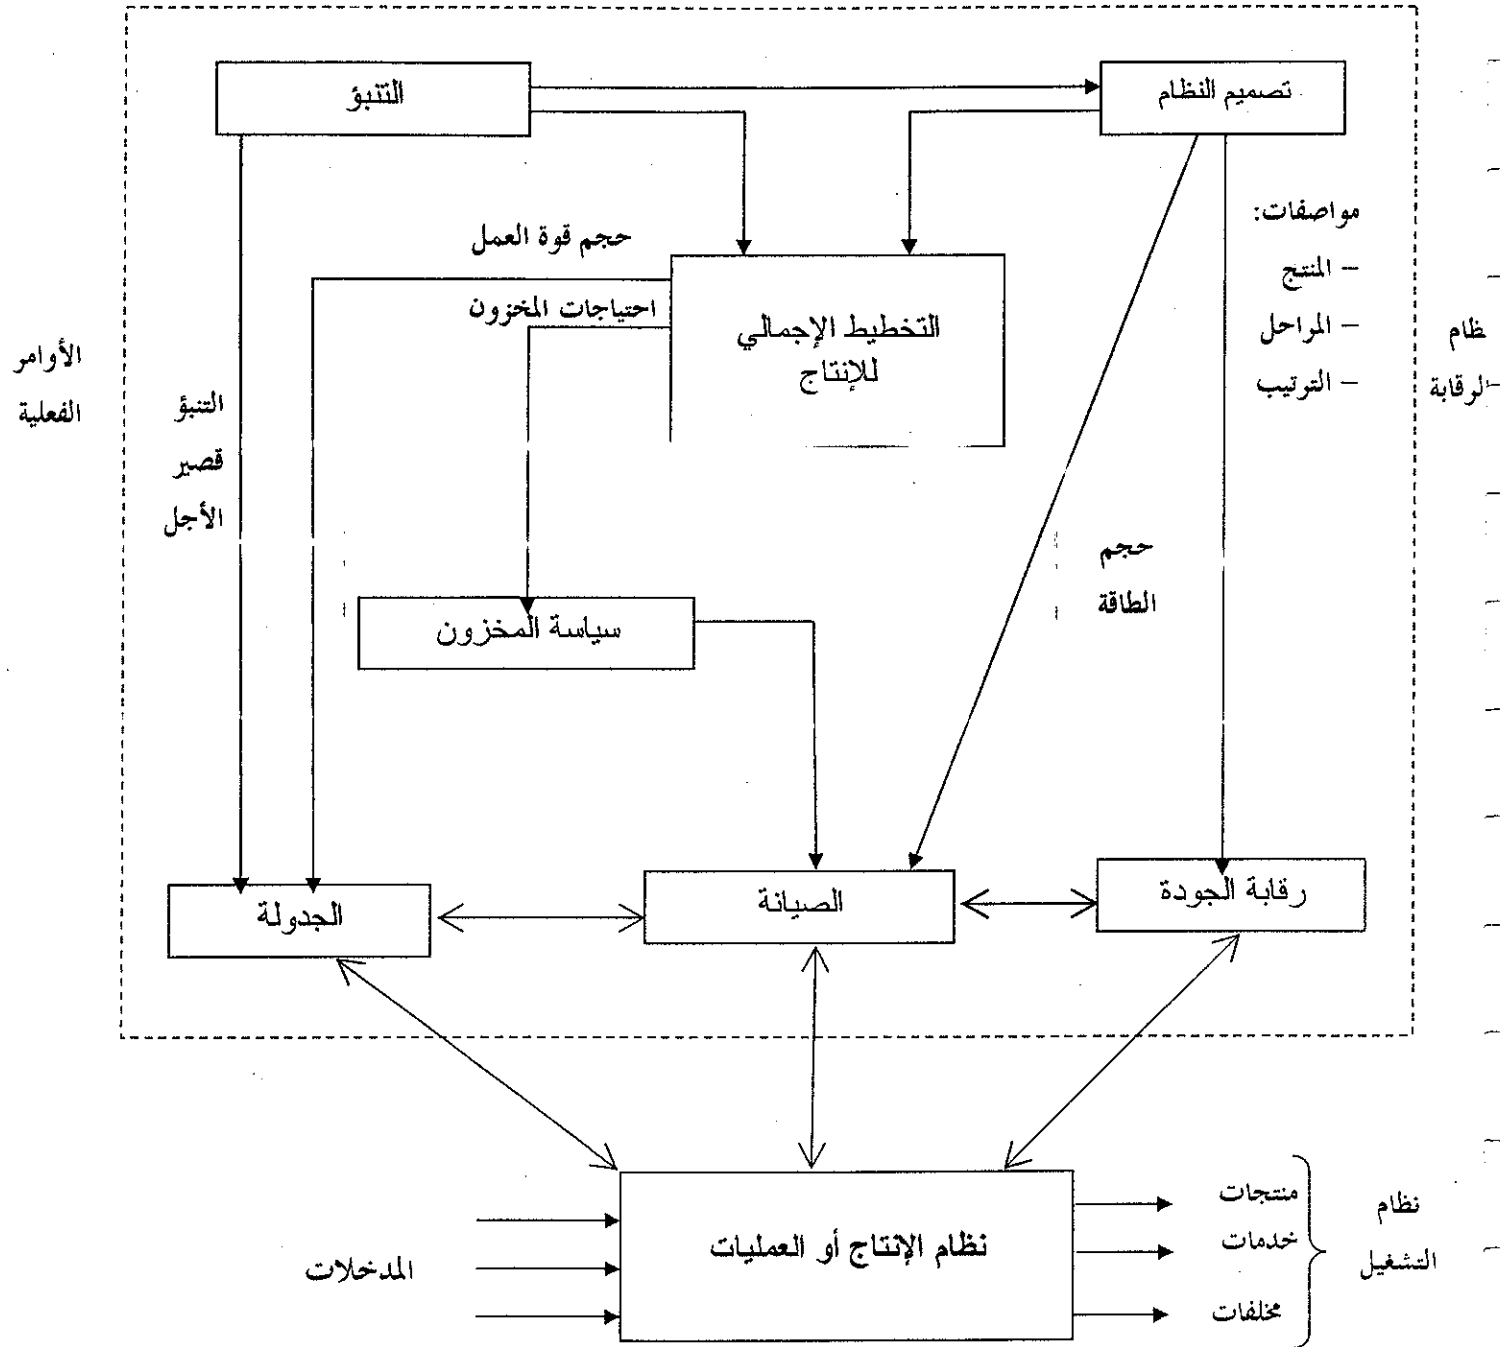 تصميم النظام
التنبؤ
مواصفات:
– المنتج
– المراحل
– الترتيب
حجم قوة العمل
احتياجات المخزون
التخطيط الإجمالي
للإنتاج
ظام
لرقابة
الأوامر
الفعلية
التنبؤ
قصير
الأجل
حجم
الطاقة
سياسة المخزون
رقابة الجودة
الصيانة
الجدولة
نظام
التشغيل
منتجات
خدمات
مخلفات
نظام الإنتاج أو العمليات
المدخلات